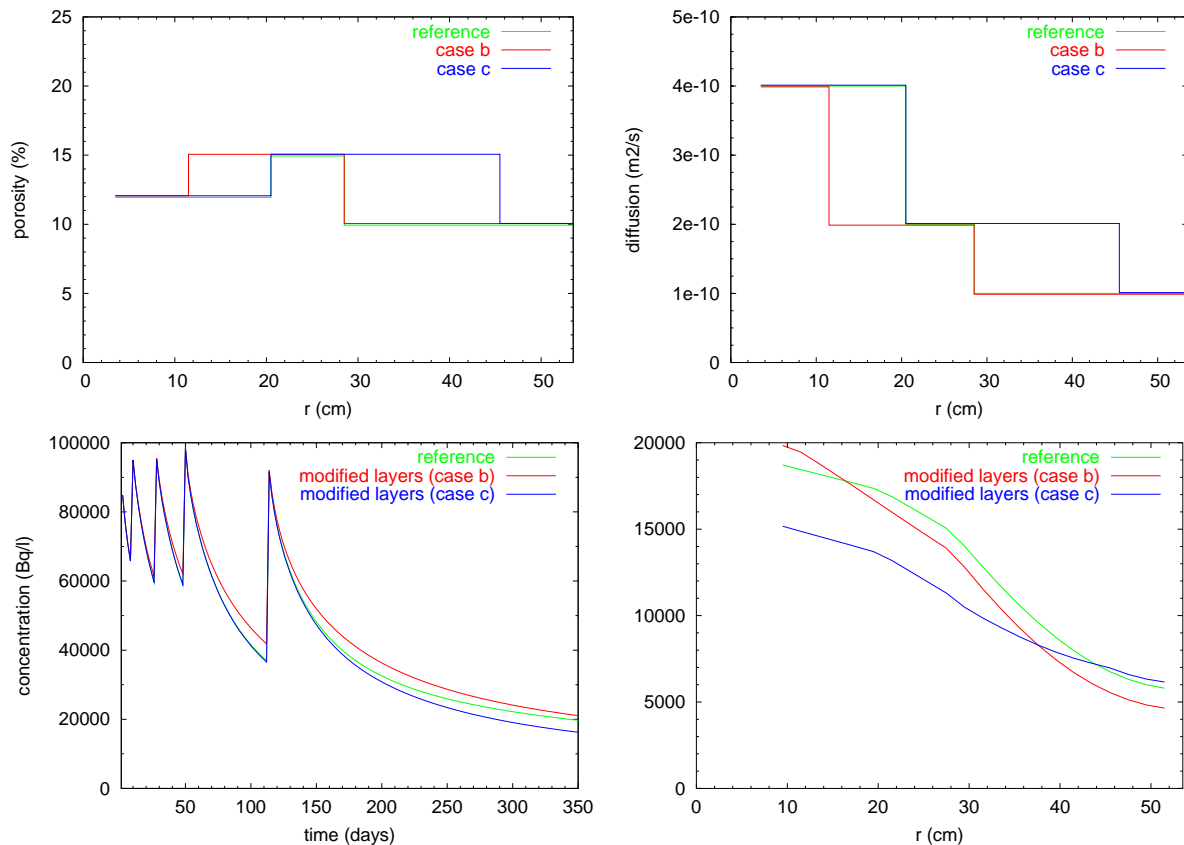 25
20
15
10
5
0
porosity (%)
reference
case b
case c
0 10 20 30 40 50
r (cm)
5e-10
4e-10
3e-10
2e-10
1e-10
0
diffusion (m2/s)
reference
case b
case c
0 10 20 30 40 50
r (cm)
100000
80000
60000
40000
20000
0
concentration (Bq/l)
reference
modified layers (case b)
modified layers (case c)
50 100 150 200 250 300 350
time (days)
20000
15000
10000
5000
0
reference
modified layers (case b)
modified layers (case c)
0 10 20 30 40 50
r (cm)